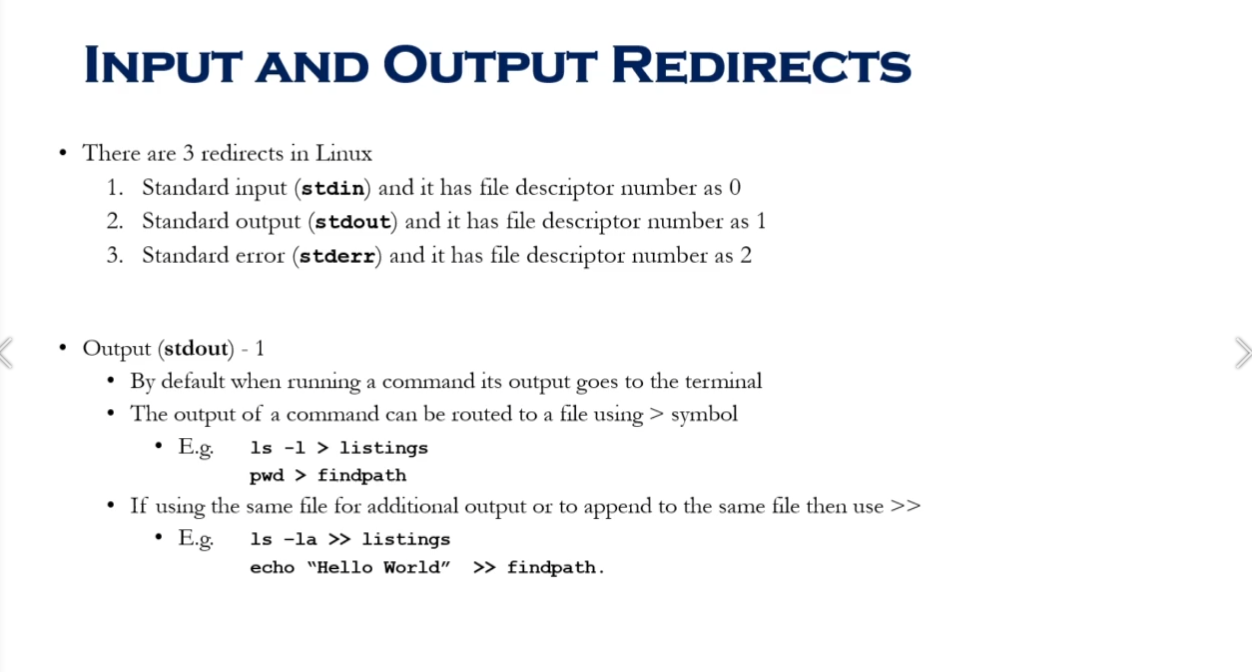 INPUT AND OUTPUT REDIRECTS
• There are 3 redirects in Linux
1. Standard input (stdin) and it has file descriptor number as 0
2. Standard output (stdout) and it has file descriptor number as 1
3. Standard error (stderr) and it has file descriptor number as 2
• Output (stdout) - 1
• By default when running a command its output goes to the terminal
• The output of a command can be routed to a file using > symbol
• E.g. ls -l > listings
pwd > findpath
• If using the same file for additional output or to append to the same file then use >>
• E.g. ls -la >> listings
echo “Hello World” >> findpath.